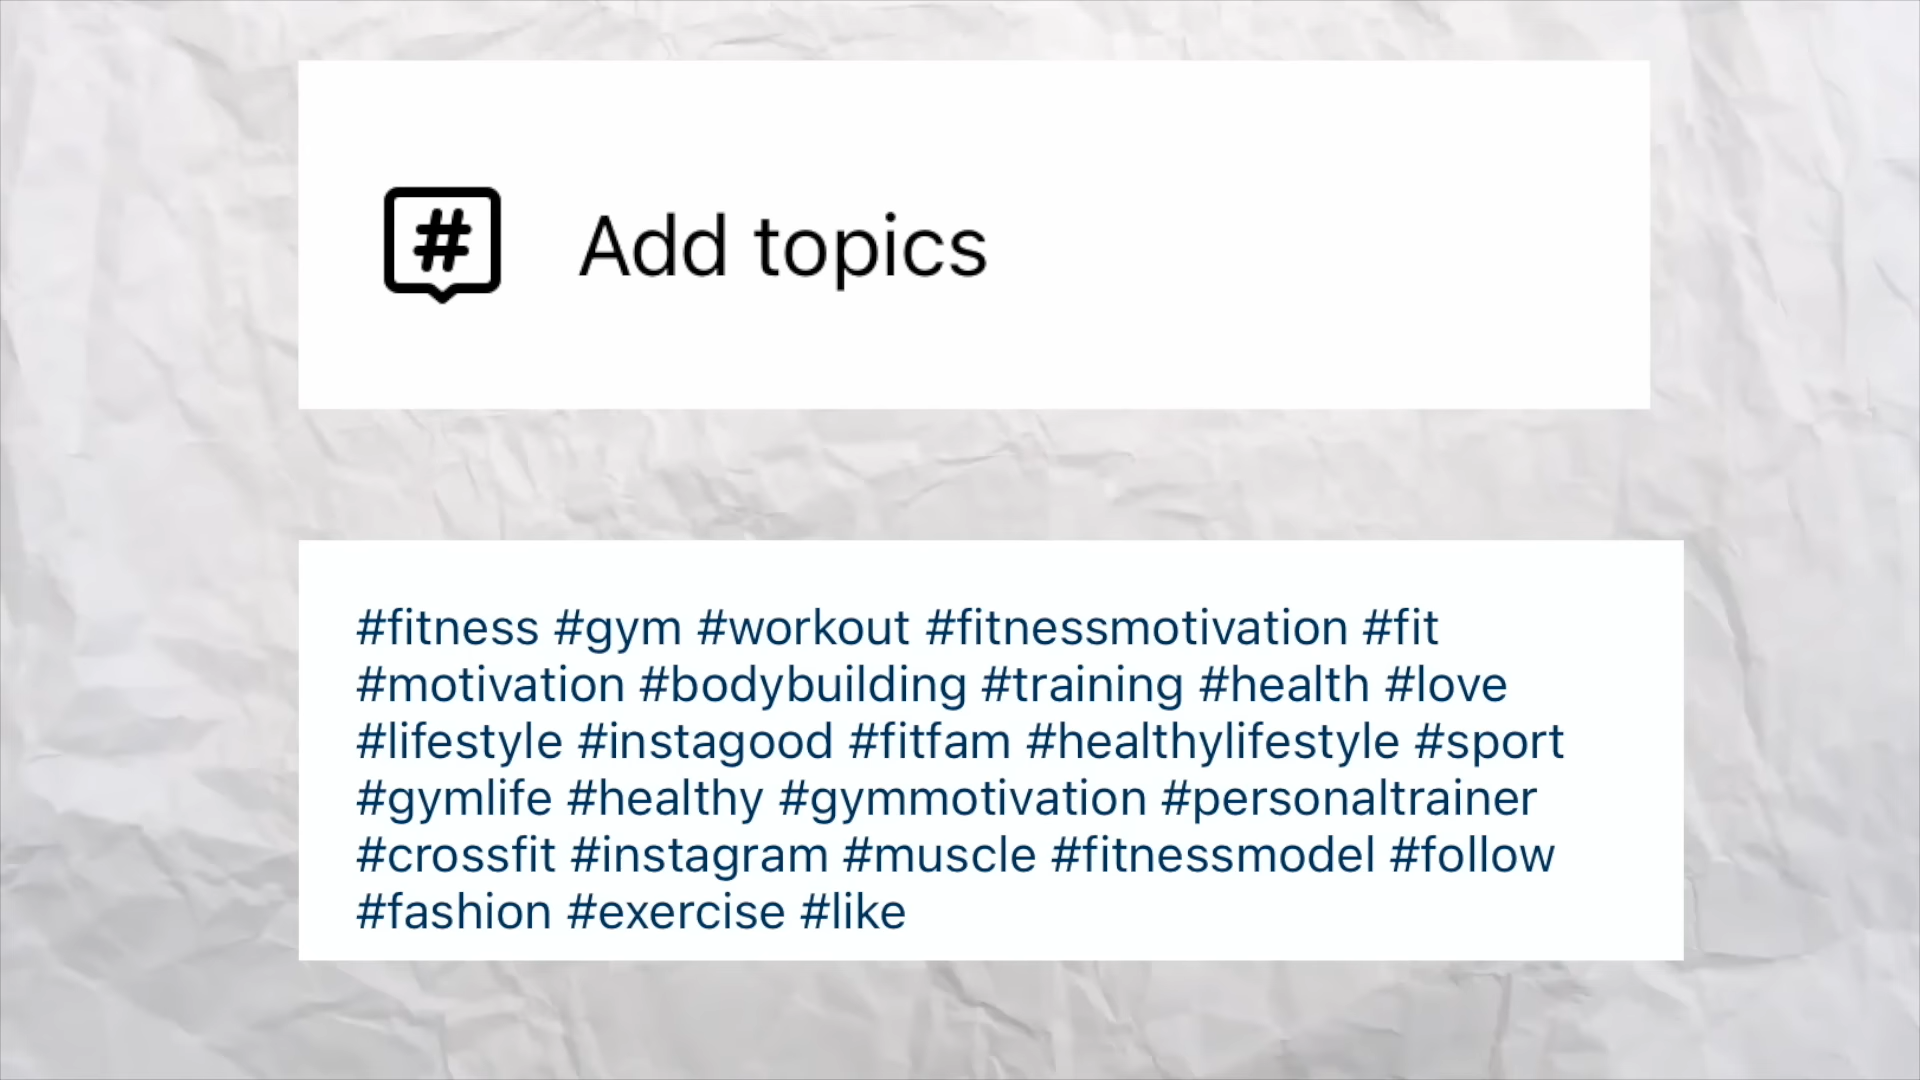 # Add topics
#fitness #gym #workout #fitnessmotivation #fit
#motivation #bodybuilding #training #health #love
#lifestyle #instagood #fitfam #healthylifestyle #sport
#gymlife #healthy #gymmotivation #personaltrainer
#crossfit #instagram #muscle #fitnessmodel #follow
#fashion #exercise #like